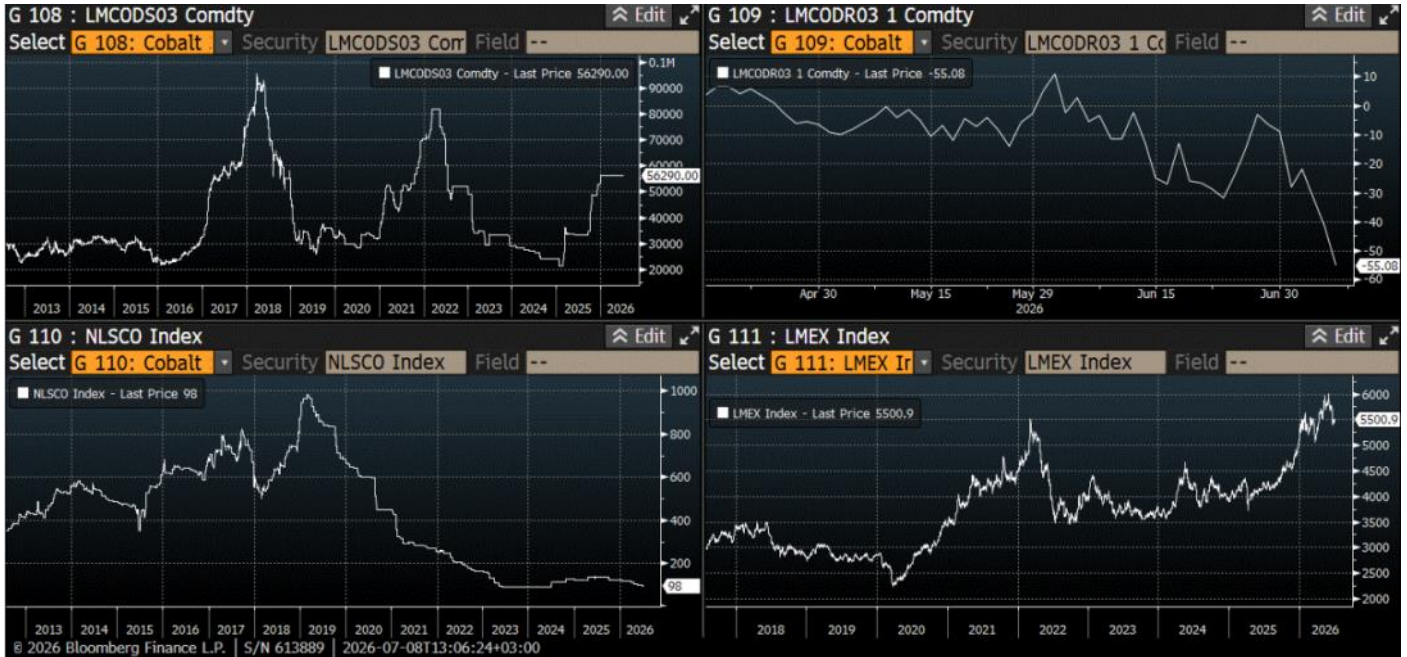 G 108 : LMCODS03 Comdty
Edit
Select G 108: Cobalt Security LMCODS03 Com Field --
LMCODS03 Comdty - Last Price 56290.00
0.1M
90000
80000
70000
60000
56290.00
50000
40000
30000
20000
2013 2014 2015 2016 2017 2018 2019 2020 2021 2022 2023 2024 2025 2026
G 109 : LMCODR03 1 Comdty
Edit
Select G 109: Cobalt Security LMCODR03 1 Co Field --
LMCODR03 1 Comdty - Last Price -55.08
10
0
-10
-20
-30
-40
-50
-55.08
-60
Apr 30 May 15 May 29 Jun 15 Jun 30
2026
G 110 : NLSCO Index
Edit
Select G 110: Cobalt Security NLSCO Index Field --
NLSCO Index - Last Price 98
1000
800
600
400
200
98
2013 2014 2015 2016 2017 2018 2019 2020 2021 2022 2023 2024 2025 2026
G 111 : LMEX Index
Edit
Select G 111: LMEX Ir Security LMEX Index Field --
LMEX Index - Last Price 5500.9
6000
5500.9
5000
4500
4000
3500
3000
2500
2000
2018 2019 2020 2021 2022 2023 2024 2025 2026
© 2026 Bloomberg Finance L.P. | S/N 613889 | 2026-07-08T13:06:24+03:00